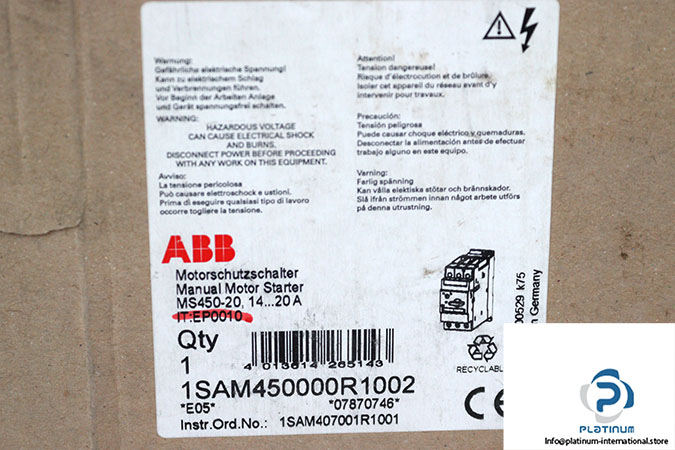 Warnung:
Gefährliche elektrische Spannung!
Kann zu elektrischem Schlag
und Verbrennungen führen.
Vor Beginn der Arbeiten Anlage
und Gerät spannungsfrei schalten.
WARNING:
HAZARDOUS VOLTAGE
CAN CAUSE ELECTRICAL SHOCK
AND BURNS.
DISCONNECT POWER BEFORE PROCEEDING
WITH ANY WORK ON THIS EQUIPMENT.
Avviso:
La tensione pericolosa
Può causare elettroshock e ustioni.
Prima di eseguire qualsiasi tipo di lavoro
occorre togliere la tensione.
Attention!
Tension dangereuse!
Risque d'électrocution et de brûlure.
Isoler cet appareil du réseau avant d'y
intervenir pour travaux.
Precaución:
Tensión peligrosa
Puede causar choque eléctrico y quemaduras.
Desconectar la alimentación antes de efectuar
trabajo alguno en este equipo.
Varning:
Farlig spänning
Kan vålla elektiska stötar och brännskador.
Slå ifrån strömmen innan något arbete utförs
på denna utrustning.
ABB
Motorschutzschalter
Manual Motor Starter
MS450-20, 14...20 A
IT:EP0010
Qty
1
4 013614 265143
1SAM450000R1002
*E05* *07870746*
Instr.Ord.No.: 1SAM407001R1001
RECYCLABLE
CE
00529 k75
Germany
PLATINUM
info@platinum-international.store